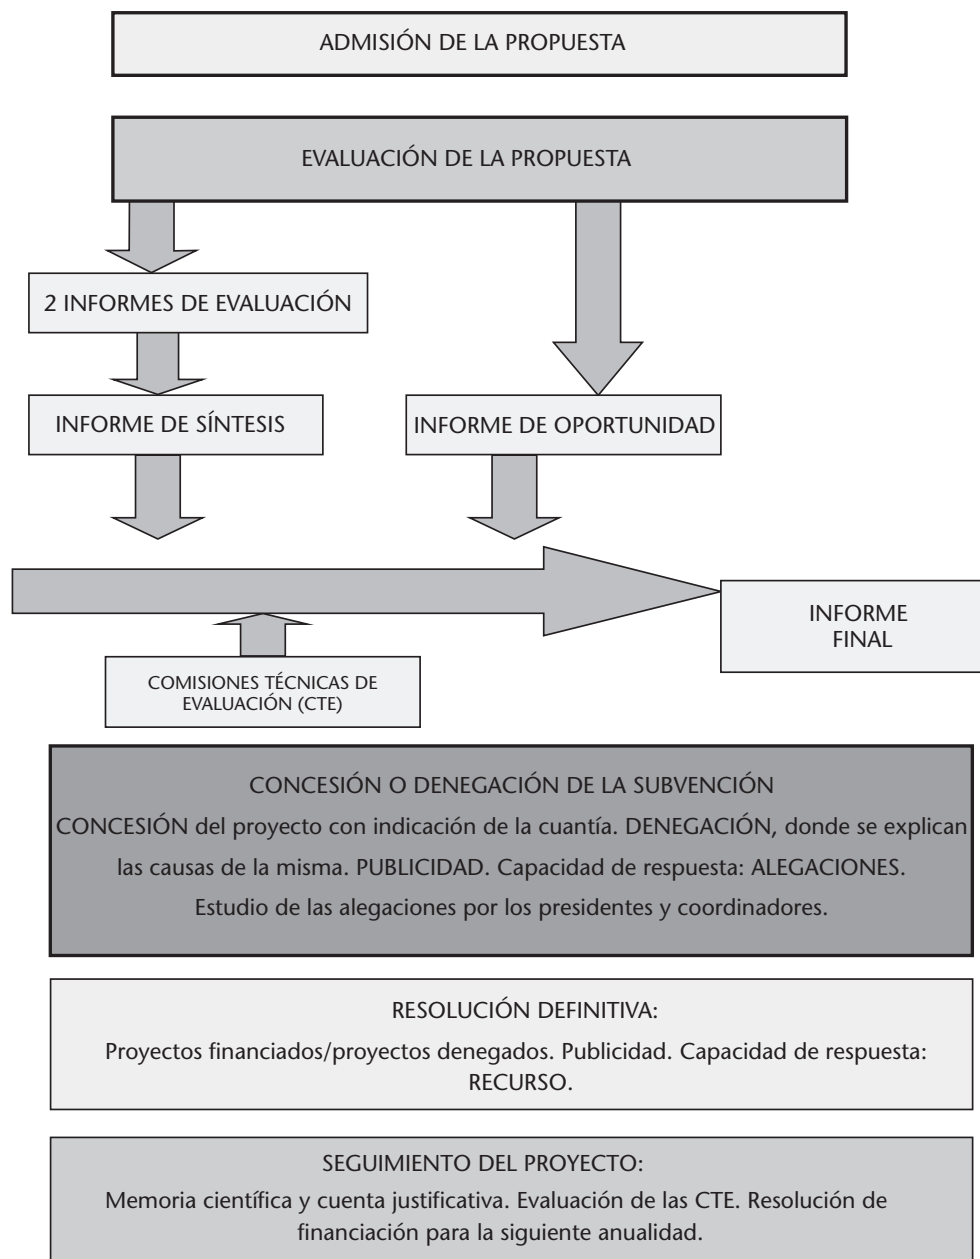 ADMISIÓN DE LA PROPUESTA
EVALUACIÓN DE LA PROPUESTA
2 INFORMES DE EVALUACIÓN
INFORME DE SÍNTESIS
INFORME DE OPORTUNIDAD
INFORME
FINAL
COMISIONES TÉCNICAS DE
EVALUACIÓN (CTE)
CONCESIÓN O DENEGACIÓN DE LA SUBVENCIÓN
CONCESIÓN del proyecto con indicación de la cuantía. DENEGACIÓN, donde se explican
las causas de la misma. PUBLICIDAD. Capacidad de respuesta: ALEGACIONES.
Estudio de las alegaciones por los presidentes y coordinadores.
RESOLUCIÓN DEFINITIVA:
Proyectos financiados/proyectos denegados. Publicidad. Capacidad de respuesta:
RECURSO.
SEGUIMIENTO DEL PROYECTO:
Memoria científica y cuenta justificativa. Evaluación de las CTE. Resolución de
financiación para la siguiente anualidad.